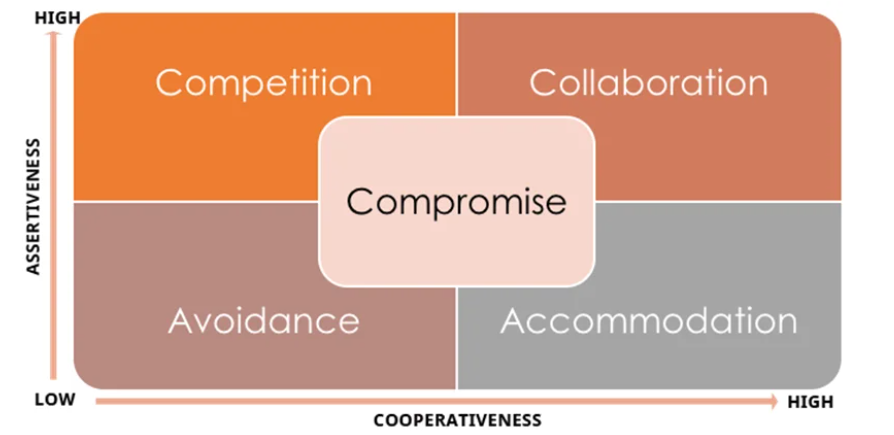 HIGH
Competition
Collaboration
ASSERTIVENESS
Compromise
Avoidance
Accommodation
LOW
HIGH
COOPERATIVENESS